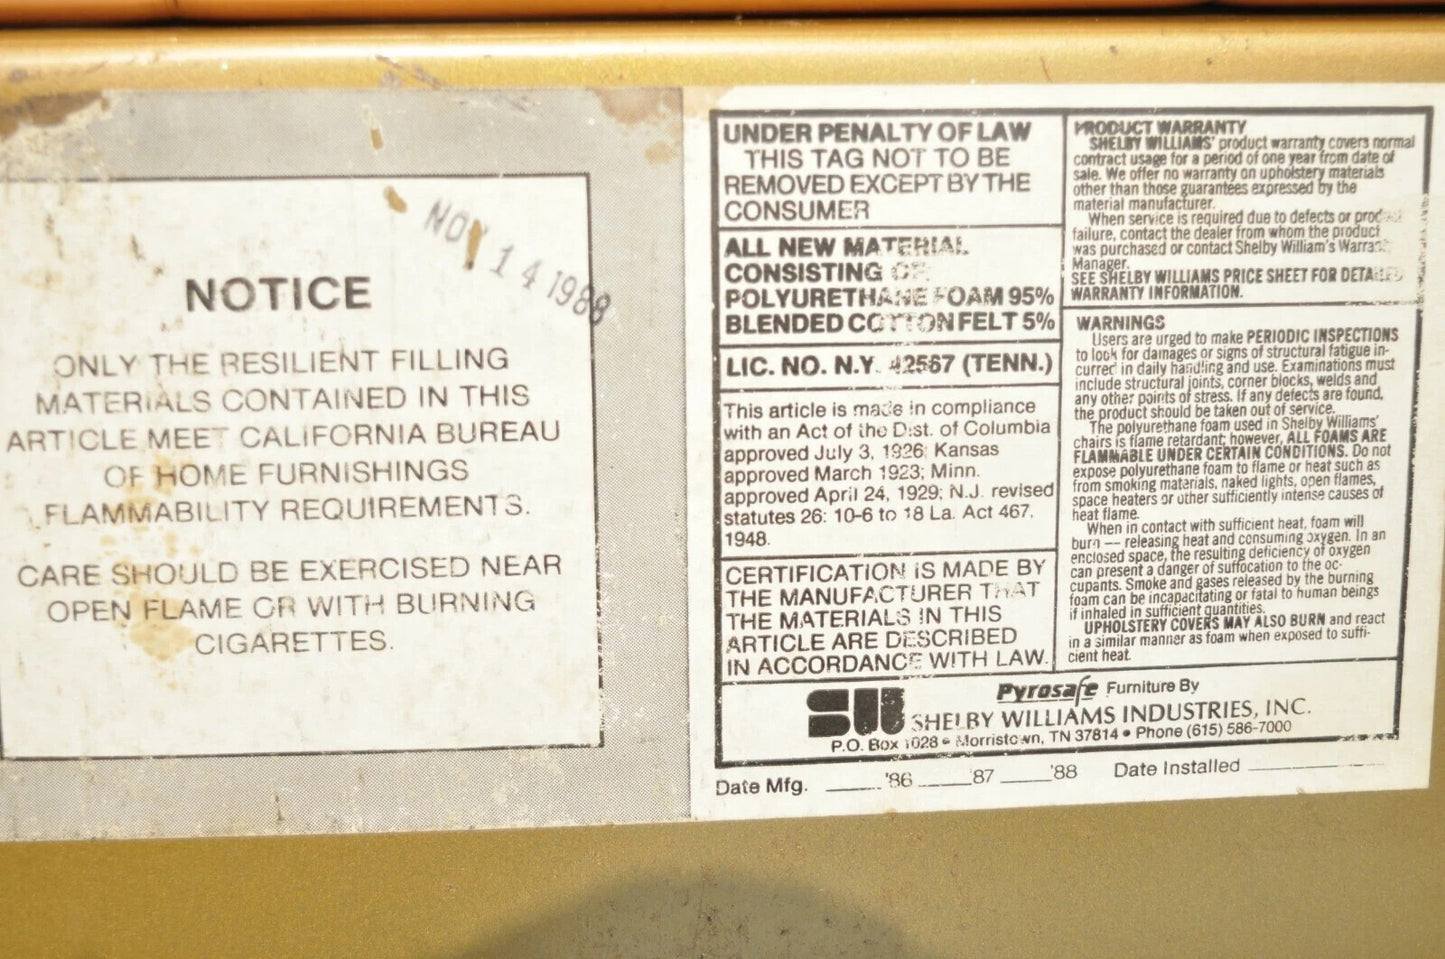 NOV 14 1988
NOTICE
ONLY THE RESILIENT FILLING
MATERIALS CONTAINED IN THIS
ARTICLE MEET CALIFORNIA BUREAU
OF HOME FURNISHINGS
FLAMMABILITY REQUIREMENTS.
CARE SHOULD BE EXERCISED NEAR
OPEN FLAME OR WITH BURNING
CIGARETTES.
UNDER PENALTY OF LAW
THIS TAG NOT TO BE
REMOVED EXCEPT BY THE
CONSUMER
ALL NEW MATERIAL
CONSISTING OF
POLYURETHANE FOAM 95%
BLENDED COTTON FELT 5%
LIC. NO. N.Y. 42567 (TENN.)
This article is made in compliance
with an Act of the Dist. of Columbia
approved July 3, 1926; Kansas
approved March 1923; Minn.
approved April 24, 1929; N.J. revised
statutes 26: 10-6 to 18 La. Act 467,
1948.
CERTIFICATION IS MADE BY
THE MANUFACTURER THAT
THE MATERIALS IN THIS
ARTICLE ARE DESCRIBED
IN ACCORDANCE WITH LAW.
PRODUCT WARRANTY
SHELBY WILLIAMS' product warranty covers normal
contract usage for a period of one year from date of
sale. We offer no warranty on upholstery materials
other than those guarantees expressed by the
material manufacturer.
When service is required due to defects or product
failure, contact the dealer from whom the product
was purchased or contact Shelby William's Warranty
Manager.
SEE SHELBY WILLIAMS PRICE SHEET FOR DETAILED
WARRANTY INFORMATION.
WARNINGS
Users are urged to make PERIODIC INSPECTIONS
to look for damages or signs of structural fatigue in-
curred in daily handling and use. Examinations must
include structural joints, corner blocks, welds and
any other points of stress. If any defects are found,
the product should be taken out of service.
The polyurethane foam used in Shelby Williams'
chairs is flame retardant; however, ALL FOAMS ARE
FLAMMABLE UNDER CERTAIN CONDITIONS. Do not
expose polyurethane foam to flame or heat such as
from smoking materials, naked lights, open flames,
space heaters or other sufficiently intense causes of
heat flame.
When in contact with sufficient heat, foam will
burn — releasing heat and consuming oxygen. In an
enclosed space, the resulting deficiency of oxygen
can present a danger of suffocation to the oc-
cupants. Smoke and gases released by the burning
foam can be incapacitating or fatal to human beings
if inhaled in sufficient quantities.
UPHOLSTERY COVERS MAY ALSO BURN and react
in a similar manner as foam when exposed to suffi-
cient heat.
SW Pyrosafe Furniture By
SHELBY WILLIAMS INDUSTRIES, INC.
P.O. Box 1028 • Morristown, TN 37814 • Phone (615) 586-7000
Date Mfg. _____'86 _____'87 _____'88 Date Installed __________